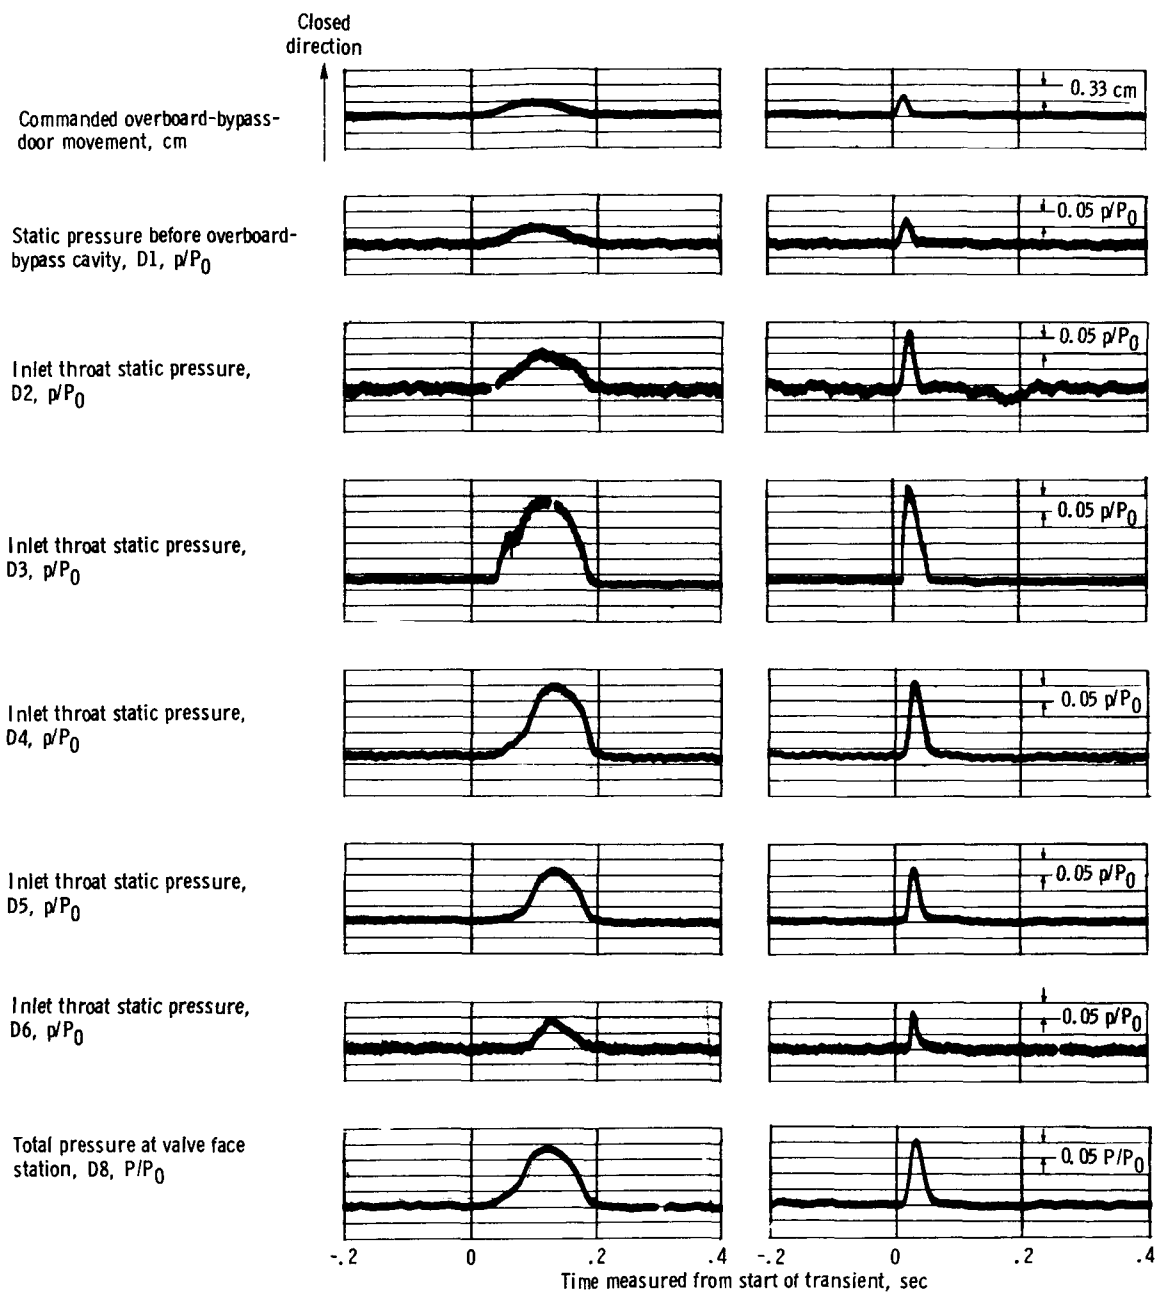 Closed
direction
Commanded overboard-bypass-
door movement, cm
0.33 cm
Static pressure before overboard-
bypass cavity, D1, p/P0
0.05 p/P0
Inlet throat static pressure,
D2, p/P0
0.05 p/P0
Inlet throat static pressure,
D3, p/P0
0.05 p/P0
Inlet throat static pressure,
D4, p/P0
0.05 p/P0
Inlet throat static pressure,
D5, p/P0
0.05 p/P0
Inlet throat static pressure,
D6, p/P0
0.05 p/P0
Total pressure at valve face
station, D8, P/P0
0.05 P/P0
-.2 0 .2 .4 -.2 0 .2 .4
Time measured from start of transient, sec